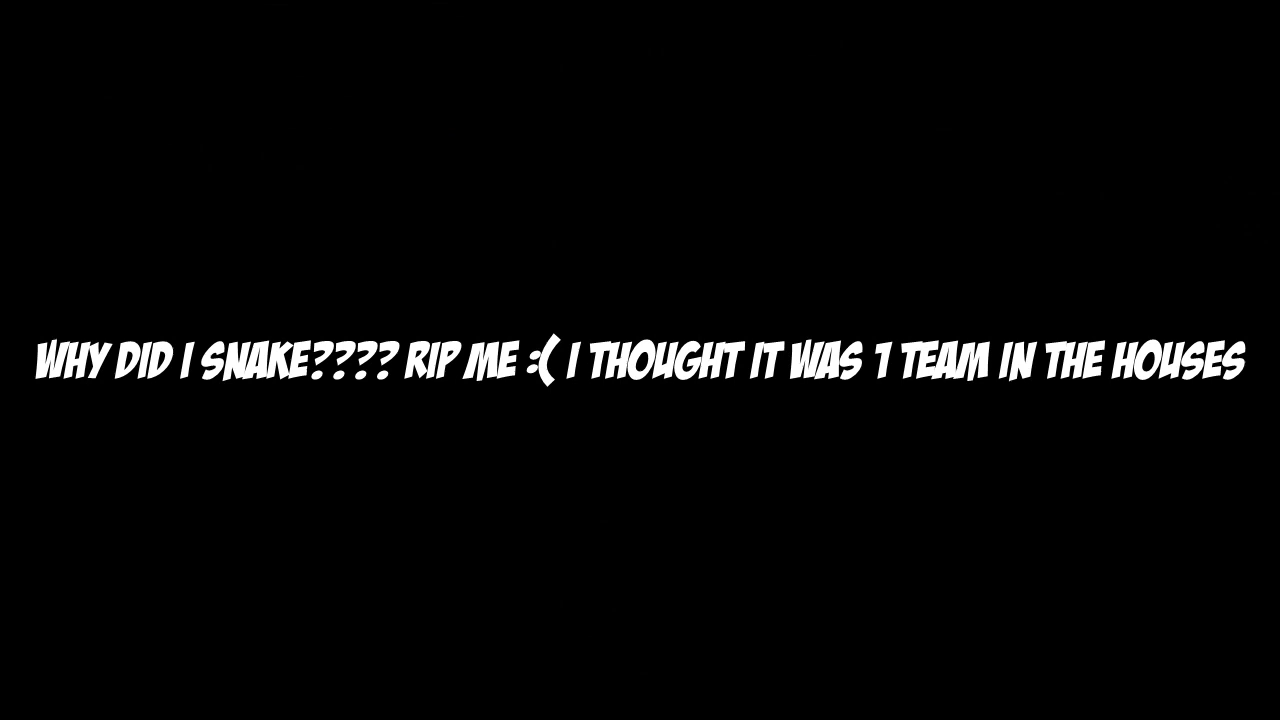 WHY DID I SNAKE???? RIP ME :( I THOUGHT IT WAS 1 TEAM IN THE HOUSES